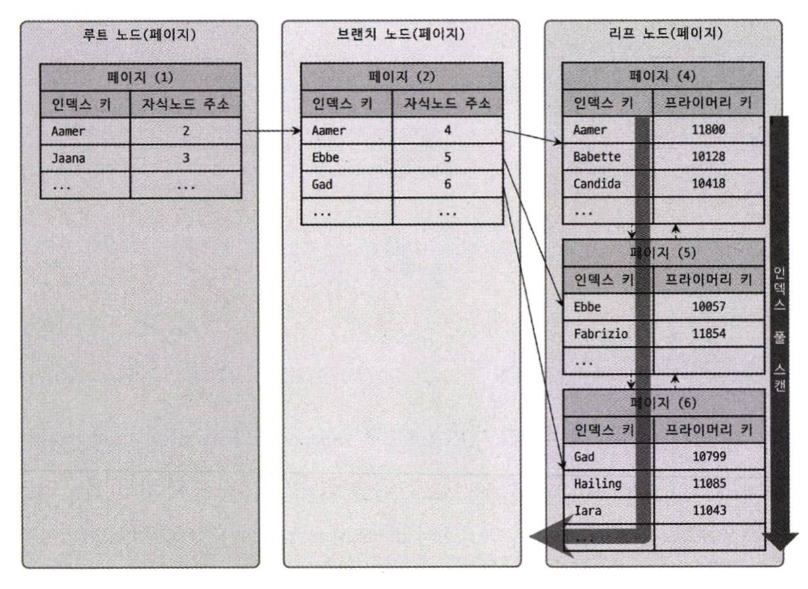 루트 노드(페이지)
페이지 (1)
인덱스 키 자식노드 주소
Aamer 2
Jaana 3
... ...
브랜치 노드(페이지)
페이지 (2)
인덱스 키 자식노드 주소
Aamer 4
Ebbe 5
Gad 6
... ...
리프 노드(페이지)
페이지 (4)
인덱스 키 프라이머리 키
Aamer 11800
Babette 10128
Candida 10418
...
페이지 (5)
인덱스 키 프라이머리 키
Ebbe 10057
Fabrizio 11854
...
페이지 (6)
인덱스 키 프라이머리 키
Gad 10799
Hailing 11085
Iara 11043
...
인덱스 풀 스캔